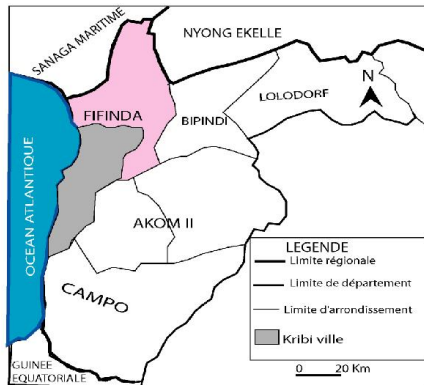 SANAGA MARITIME
NYONG EKELLE
FIFINDA
BIPINDI
LOLODORF
N
OCEAN ATLANTIQUE
AKOM II
CAMPO
GUINEE
EQUATORIALE
LEGENDE
Limite régionale
Limite de département
Limite d'arrondissement
Kribi ville
0 20 Km